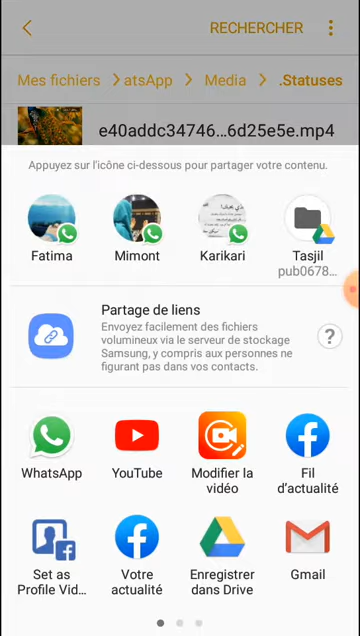 RECHERCHER
Mes fichiers > atsApp > Media > .Statuses
e40addc34746...6d25e5e.mp4
Appuyez sur l'icône ci-dessous pour partager votre contenu.
Fatima
Mimont
Karikari
Tasjil
pub0678...
Partage de liens
Envoyez facilement des fichiers
volumineux via le serveur de stockage
Samsung, y compris aux personnes ne
figurant pas dans vos contacts.
?
WhatsApp
YouTube
Modifier la
vidéo
Fil
d'actualité
Set as
Profile Vid...
Votre
actualité
Enregistrer
dans Drive
Gmail